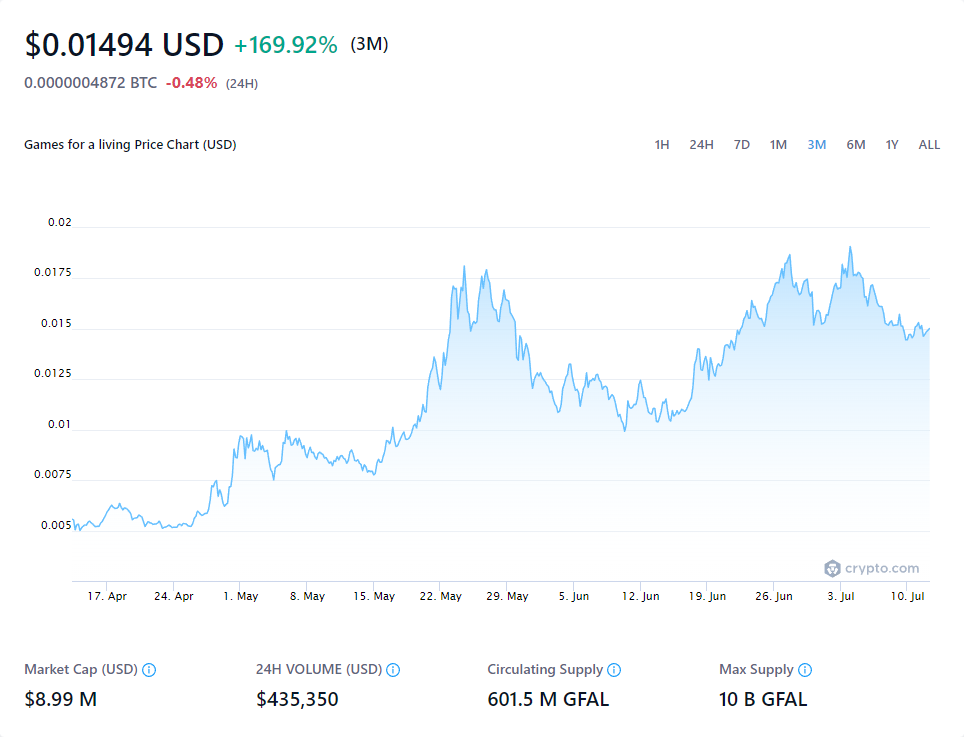 $0.01494 USD +169.92% (3M)
0.0000004872 BTC -0.48% (24H)
Games for a living Price Chart (USD) 1H 24H 7D 1M 3M 6M 1Y ALL
0.02
0.0175
0.015
0.0125
0.01
0.0075
0.005
crypto.com
17. Apr 24. Apr 1. May 8. May 15. May 22. May 29. May 5. Jun 12. Jun 19. Jun 26. Jun 3. Jul 10. Jul
Market Cap (USD) 24H VOLUME (USD) Circulating Supply Max Supply
$8.99 M $435,350 601.5 M GFAL 10 B GFAL